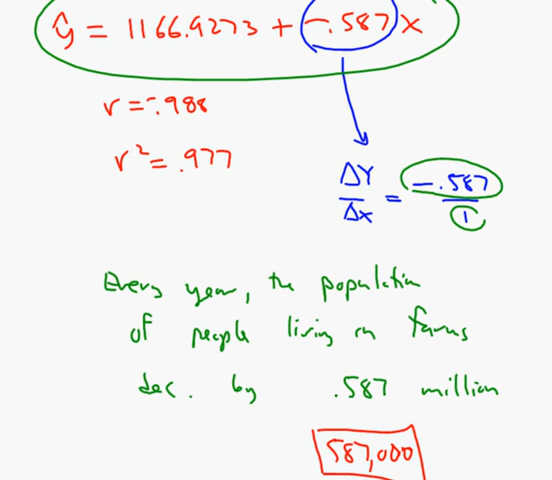 ŷ = 1166.9273 + -.587 x
r = -.988
r² = .977
ΔY/Δx = -.587/1
Every year, the population
of people living on farms
dec. by .587 million
587,000